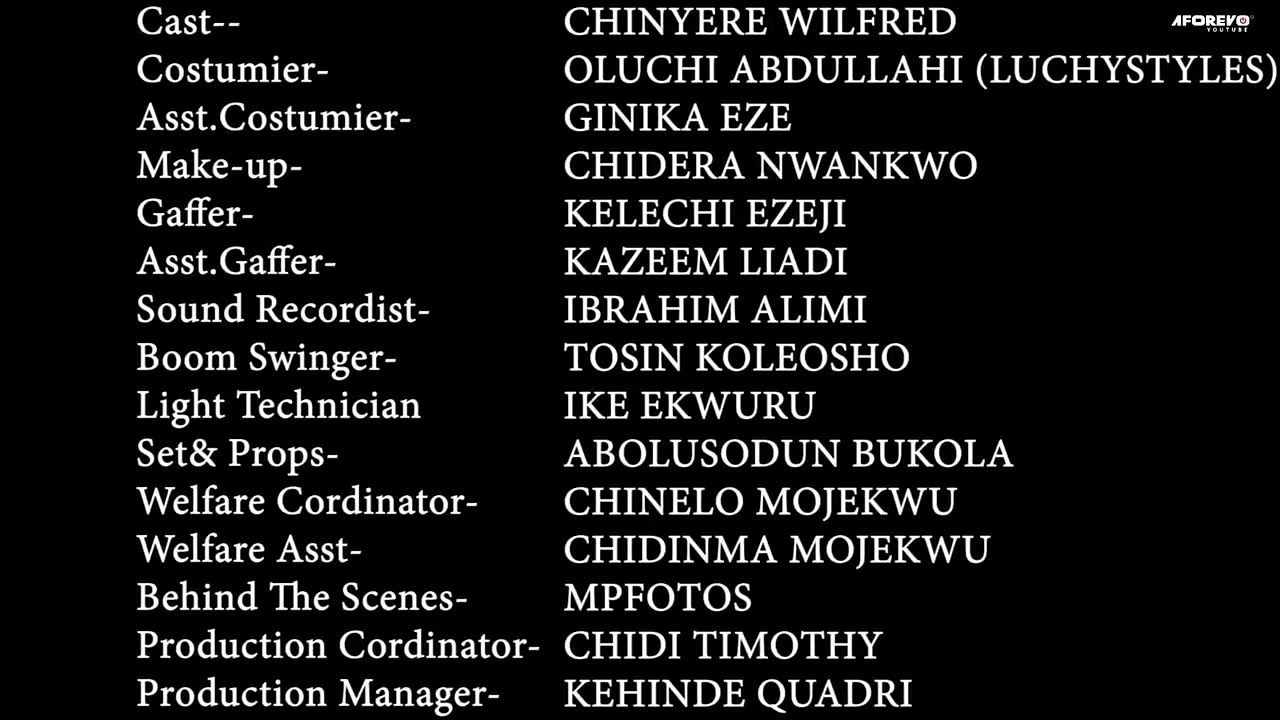 Cast-- CHINYERE WILFRED
Costumier- OLUCHI ABDULLAHI (LUCHYSTYLES)
Asst.Costumier- GINIKA EZE
Make-up- CHIDERA NWANKWO
Gaffer- KELECHI EZEJI
Asst.Gaffer- KAZEEM LIADI
Sound Recordist- IBRAHIM ALIMI
Boom Swinger- TOSIN KOLEOSHO
Light Technician IKE EKWURU
Set& Props- ABOLUSODUN BUKOLA
Welfare Cordinator- CHINELO MOJEKWU
Welfare Asst- CHIDINMA MOJEKWU
Behind The Scenes- MPFOTOS
Production Cordinator- CHIDI TIMOTHY
Production Manager- KEHINDE QUADRI
AFOREVO
YOUTUBE